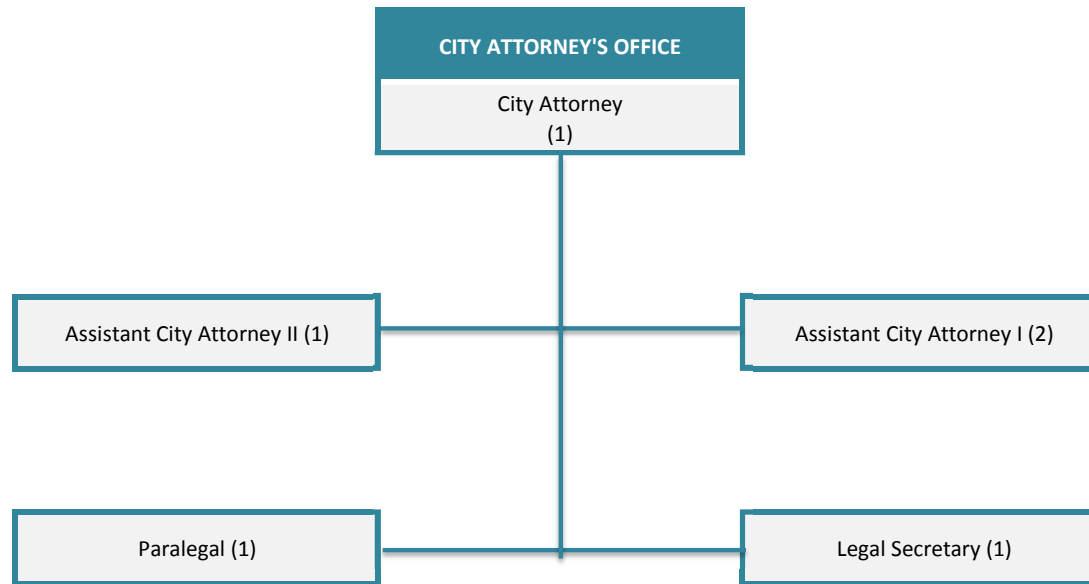 CITY ATTORNEY'S OFFICE
City Attorney
(1)
Assistant City Attorney II (1)
Assistant City Attorney I (2)
Paralegal (1)
Legal Secretary (1)